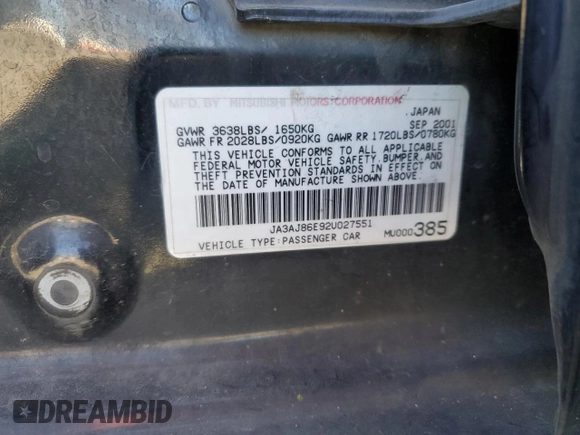 MFD. BY MITSUBISHI MOTORS CORPORATION
JAPAN
GVWR 3638LBS/ 1650KG SEP 2001
GAWR FR 2028LBS/0920KG GAWR RR 1720LBS/0780KG
THIS VEHICLE CONFORMS TO ALL APPLICABLE
FEDERAL MOTOR VEHICLE SAFETY,BUMPER,AND
THEFT PREVENTION STANDARDS IN EFFECT ON
THE DATE OF MANUFACTURE SHOWN ABOVE.
JA3AJ86E92U027551
VEHICLE TYPE:PASSENGER CAR MU000385
DREAMBID